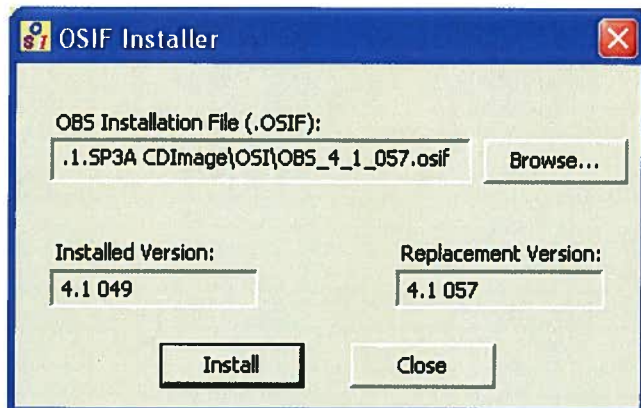 OSIF Installer
OBS Installation File (.OSIF):
.1.SP3A CDImage\OSI\OBS_4_1_057.osif
Browse...
Installed Version:
Replacement Version:
4.1 049
4.1 057
Install
Close